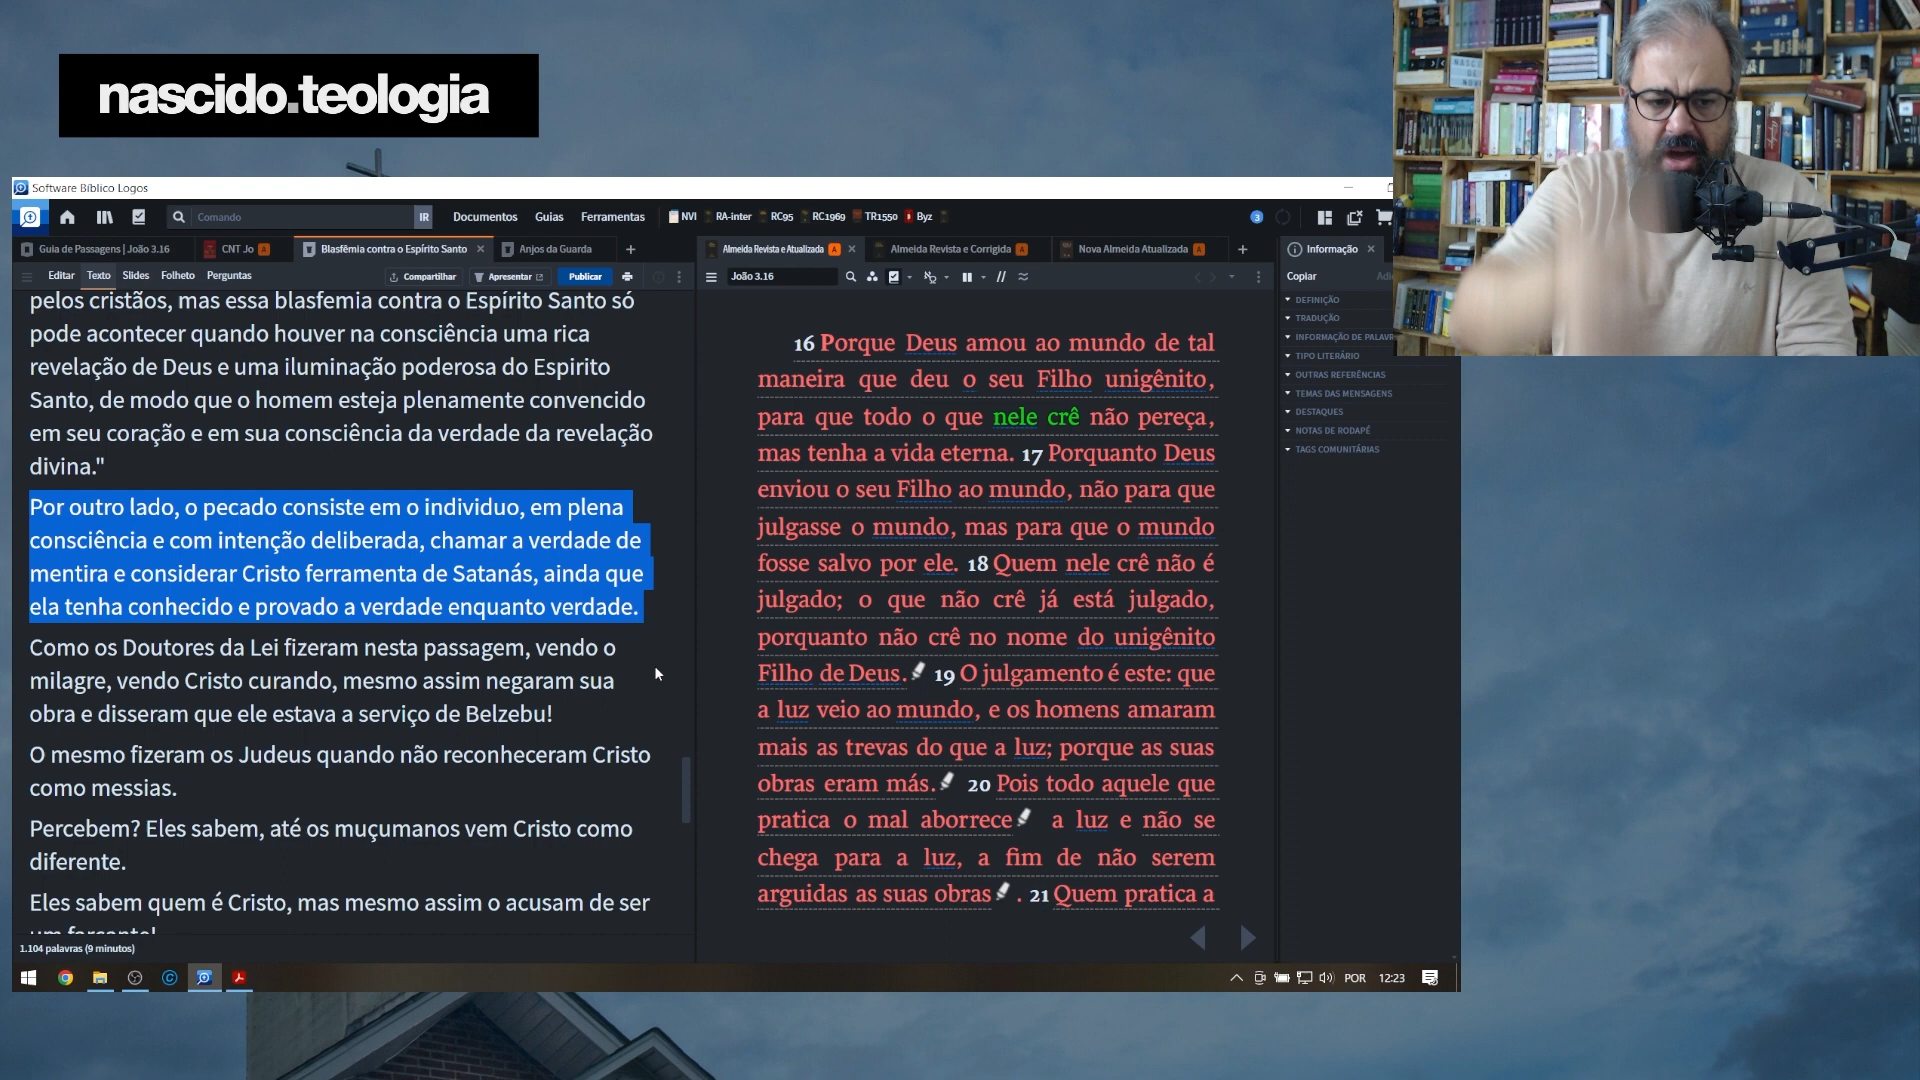 nascido.teologia
NASC
DE
NO
Software Bíblico Logos
Comando
IR
Documentos
Guias
Ferramentas
NVI
RA-inter
RC95
RC1969
TR1550
Byz
3
Guia de Passagens | João 3.16
CNT Jo
A
Blasfêmia contra o Espírito Santo
Anjos da Guarda
Almeida Revista e Atualizada
A
Almeida Revista e Corrigida
A
Nova Almeida Atualizada
A
Informação
Editar
Texto
Slides
Folheto
Perguntas
Compartilhar
Apresentar
Publicar
João 3.16
Copiar
pelos cristãos, mas essa blasfemia contra o Espírito Santo só
pode acontecer quando houver na consciência uma rica
revelação de Deus e uma iluminação poderosa do Espirito
Santo, de modo que o homem esteja plenamente convencido
em seu coração e em sua consciência da verdade da revelação
divina."
Por outro lado, o pecado consiste em o individuo, em plena
consciência e com intenção deliberada, chamar a verdade de
mentira e considerar Cristo ferramenta de Satanás, ainda que
ela tenha conhecido e provado a verdade enquanto verdade.
Como os Doutores da Lei fizeram nesta passagem, vendo o
milagre, vendo Cristo curando, mesmo assim negaram sua
obra e disseram que ele estava a serviço de Belzebu!
O mesmo fizeram os Judeus quando não reconheceram Cristo
como messias.
Percebem? Eles sabem, até os muçumanos vem Cristo como
diferente.
Eles sabem quem é Cristo, mas mesmo assim o acusam de ser
um farsante!
1.104 palavras (9 minutos)
16 Porque Deus amou ao mundo de tal
maneira que deu o seu Filho unigênito,
para que todo o que nele crê não pereça,
mas tenha a vida eterna. 17 Porquanto Deus
enviou o seu Filho ao mundo, não para que
julgasse o mundo, mas para que o mundo
fosse salvo por ele. 18 Quem nele crê não é
julgado; o que não crê já está julgado,
porquanto não crê no nome do unigênito
Filho de Deus. 19 O julgamento é este: que
a luz veio ao mundo, e os homens amaram
mais as trevas do que a luz; porque as suas
obras eram más. 20 Pois todo aquele que
pratica o mal aborrece a luz e não se
chega para a luz, a fim de não serem
arguidas as suas obras. 21 Quem pratica a
DEFINIÇÃO
TRADUÇÃO
INFORMAÇÃO DE PALAVR
TIPO LITERÁRIO
OUTRAS REFERÊNCIAS
TEMAS DAS MENSAGENS
DESTAQUES
NOTAS DE RODAPÉ
TAGS COMUNITÁRIAS
POR
12:23